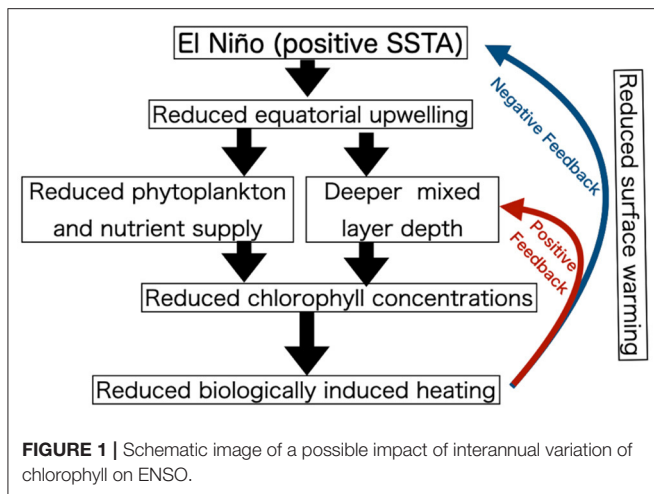 El Niño (positive SSTA)
Reduced equatorial upwelling
Reduced phytoplankton
and nutrient supply
Deeper mixed
layer depth
Reduced chlorophyll concentrations
Reduced biologically induced heating
Negative Feedback
Positive
Feedback
Reduced surface warming
FIGURE 1 | Schematic image of a possible impact of interannual variation of
chlorophyll on ENSO.